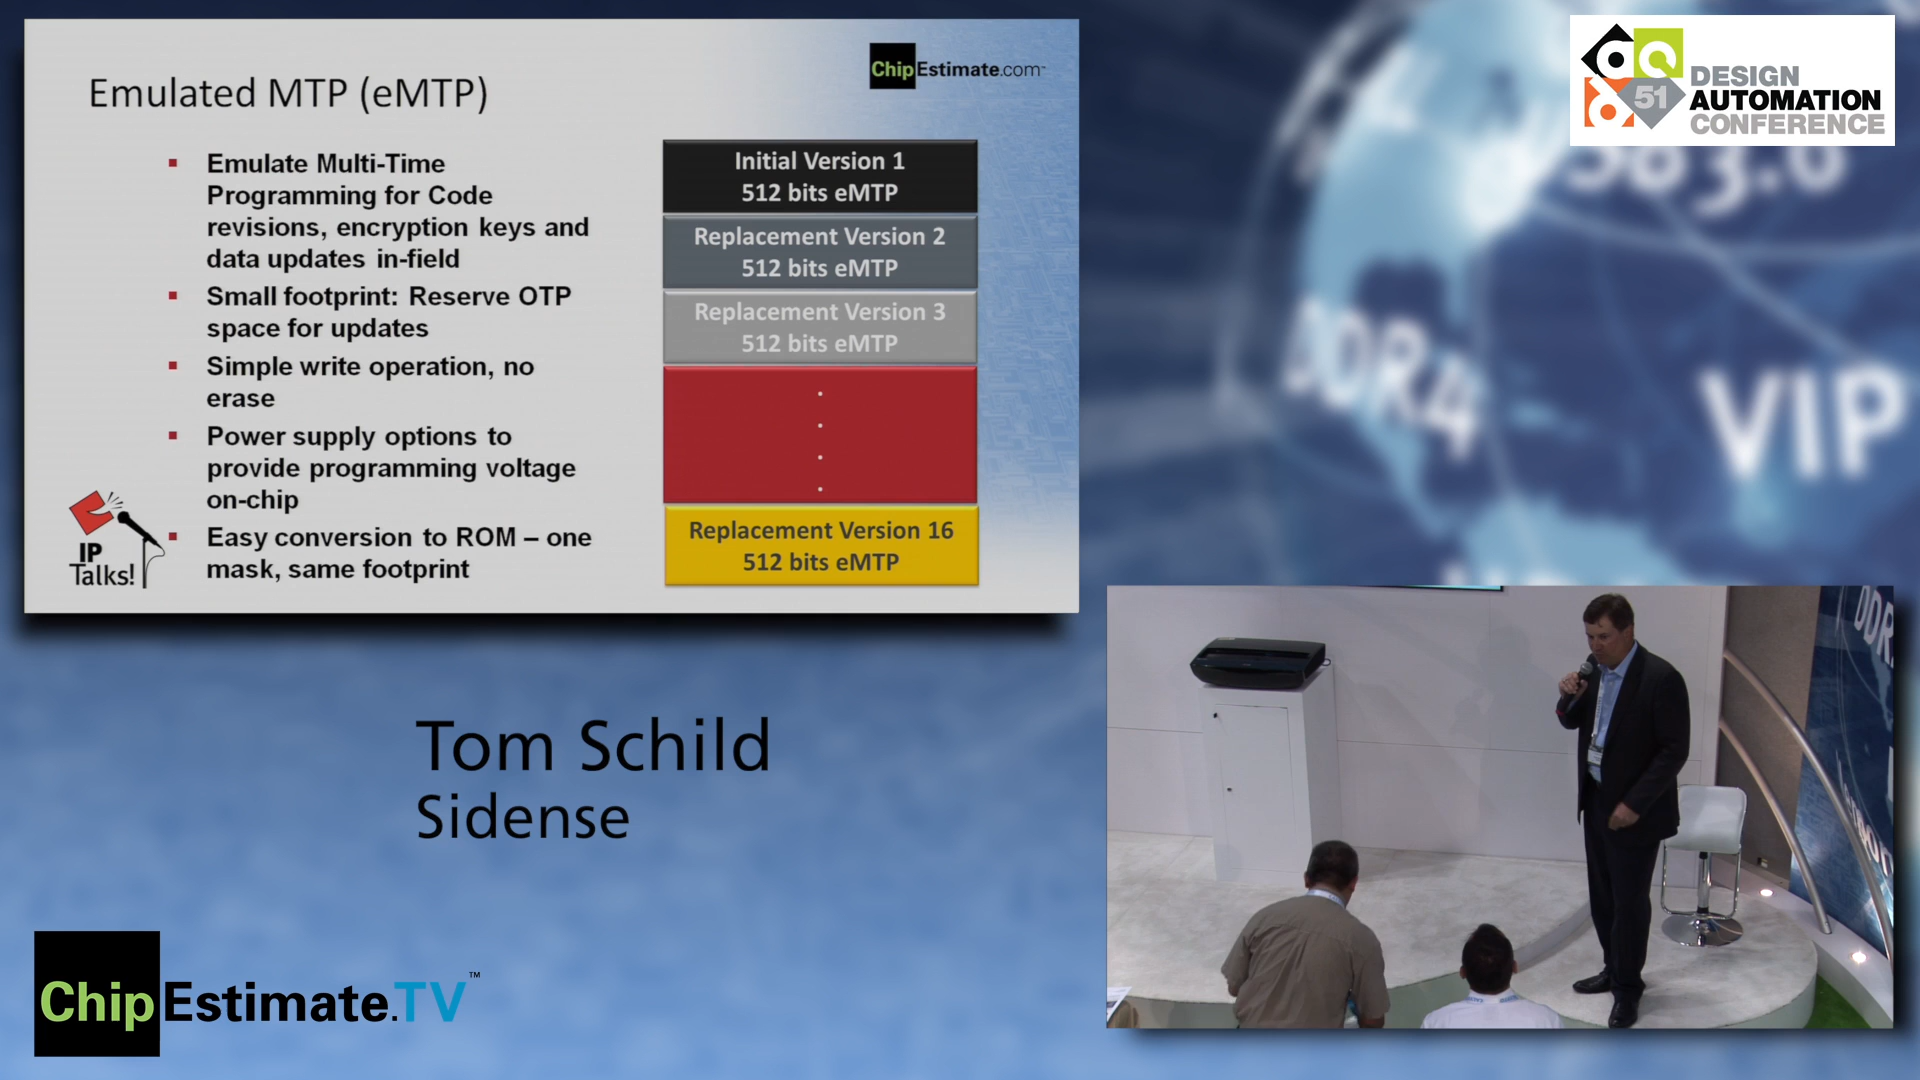 Emulated MTP (eMTP)
ChipEstimate.com
Emulate Multi-Time
Programming for Code
revisions, encryption keys and
data updates in-field
Small footprint: Reserve OTP
space for updates
Simple write operation, no
erase
Power supply options to
provide programming voltage
on-chip
Easy conversion to ROM – one
mask, same footprint
IP
Talks!
Initial Version 1
512 bits eMTP
Replacement Version 2
512 bits eMTP
Replacement Version 3
512 bits eMTP
Replacement Version 16
512 bits eMTP
51
DESIGN
AUTOMATION
CONFERENCE
DDR4
VIP
Tom Schild
Sidense
ChipEstimate.TV™